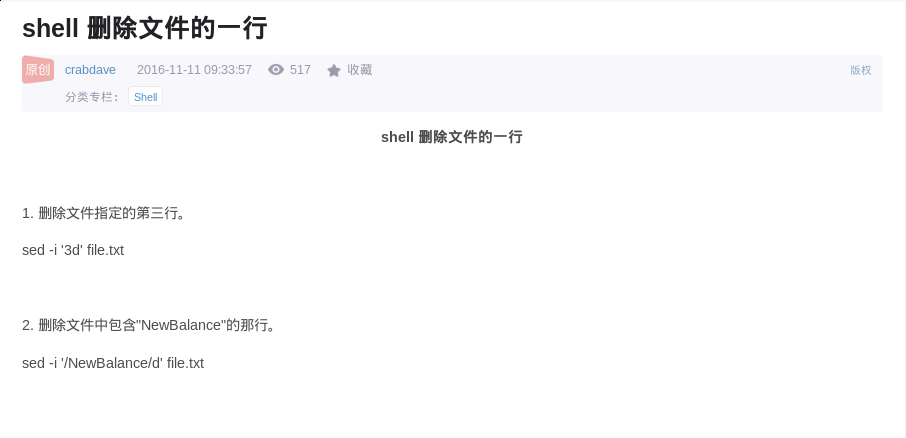 shell 删除文件的一行
原创 crabdave 2016-11-11 09:33:57 517 收藏 版权
分类专栏： Shell
shell 删除文件的一行
1. 删除文件指定的第三行。
sed -i '3d' file.txt
2. 删除文件中包含"NewBalance"的那行。
sed -i '/NewBalance/d' file.txt